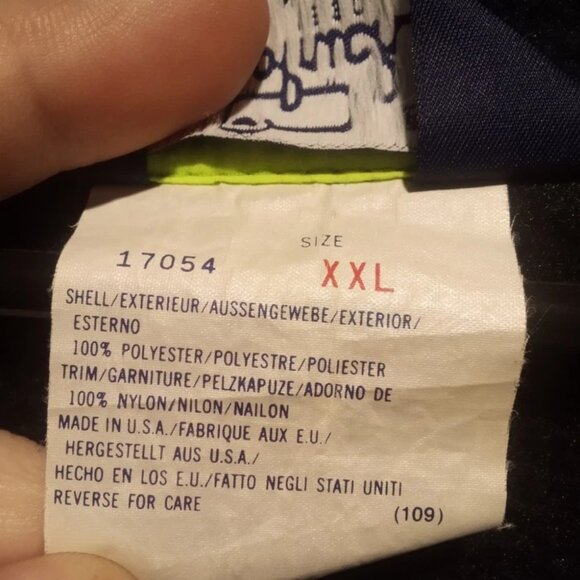 SIZE
17054 XXL
SHELL/EXTERIEUR/AUSSENGEWEBE/EXTERIOR/
ESTERNO
100% POLYESTER/POLYESTRE/POLIESTER
TRIM/GARNITURE/PELZKAPUZE/ADORNO DE
100% NYLON/NILON/NAILON
MADE IN U.S.A./FABRIQUE AUX E.U./
HERGESTELLT AUS U.S.A./
HECHO EN LOS E.U./FATTO NEGLI STATI UNITI
REVERSE FOR CARE (109)